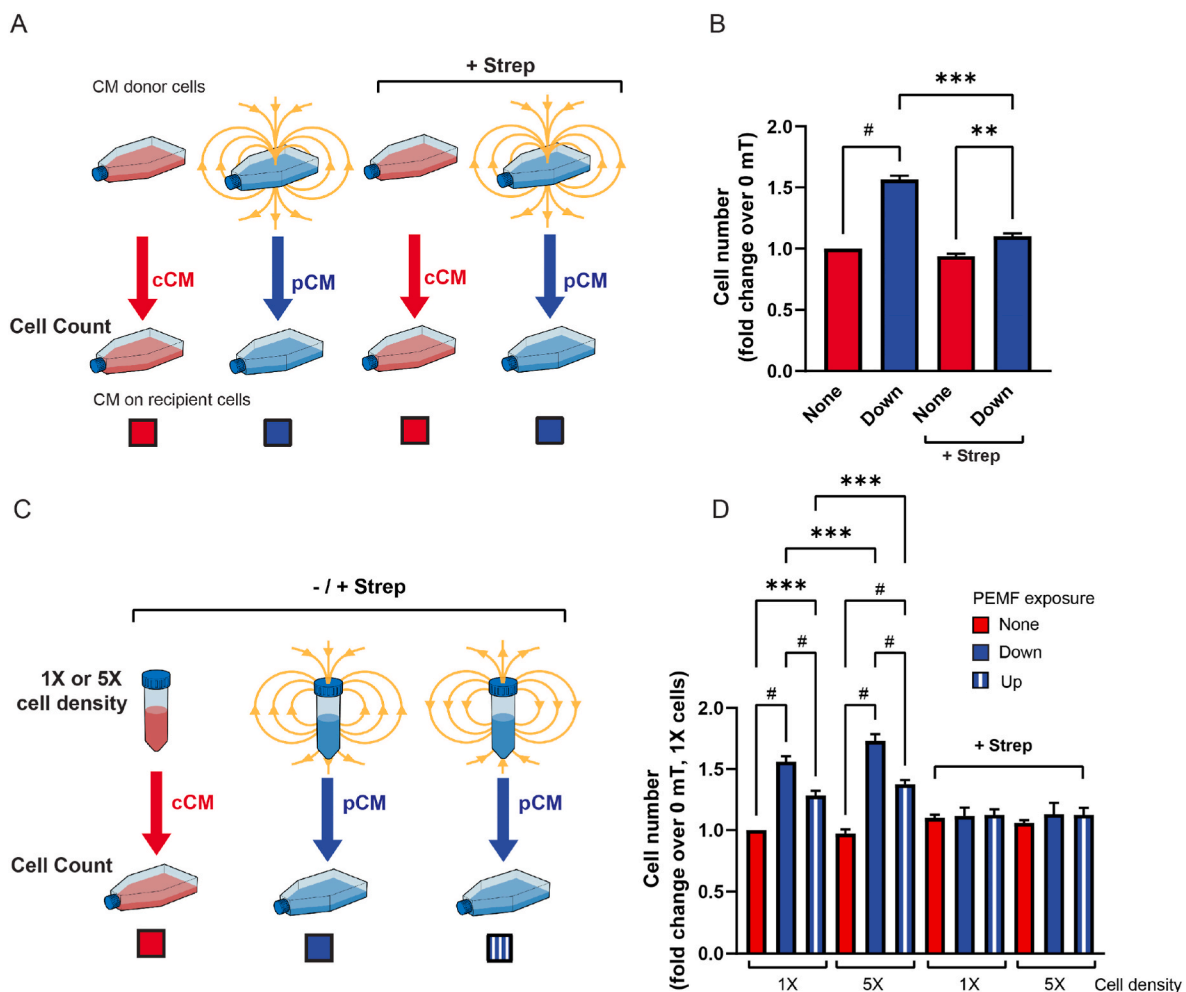 A
+ Strep
CM donor cells
cCM
pCM
cCM
pCM
Cell Count
CM on recipient cells
B
***
#
**
Cell number
(fold change over 0 mT)
2.0
1.5
1.0
0.5
0.0
None
Down
None
Down
+ Strep
C
- / + Strep
1X or 5X
cell density
cCM
pCM
pCM
Cell Count
D
***
***
***
#
#
#
#
#
PEMF exposure
None
Down
Up
Cell number
(fold change over 0 mT, 1X cells)
2.0
1.5
1.0
0.5
0.0
+ Strep
1X
5X
1X
5X
Cell density